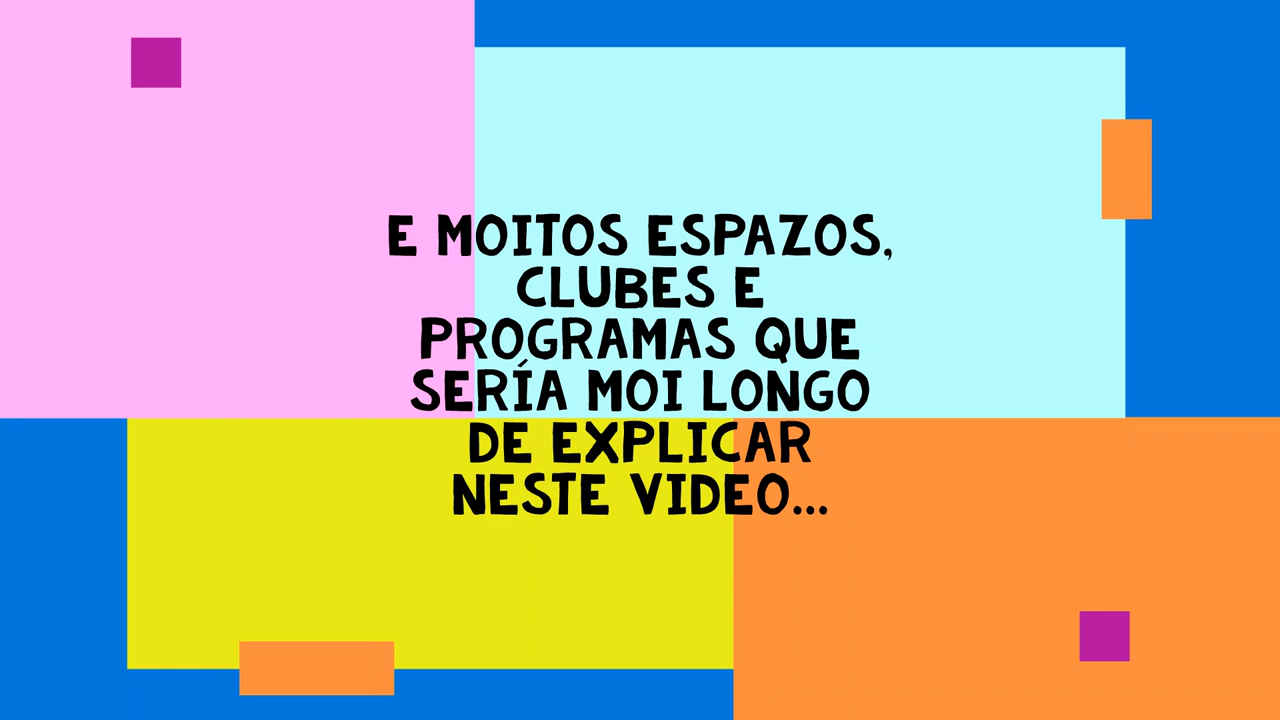 E MOITOS ESPAZOS,
CLUBES E
PROGRAMAS QUE
SERÍA MOI LONGO
DE EXPLICAR
NESTE VIDEO...